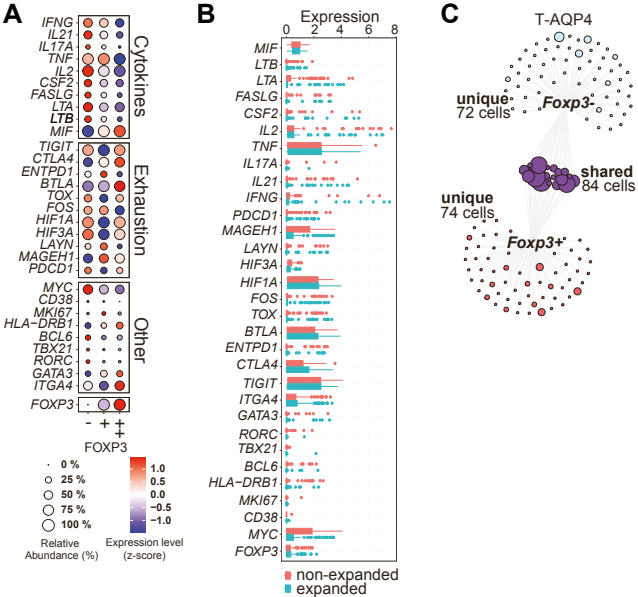 A
IFNG
IL21
IL17A
TNF
IL2
CSF2
FASLG
LTA
LTB
MIF
Cytokines
TIGIT
CTLA4
ENTPD1
BTLA
TOX
FOS
HIF1A
HIF3A
LAYN
MAGEH1
PDCD1
Exhaustion
MYC
CD38
MKI67
HLA−DRB1
BCL6
TBX21
RORC
GATA3
ITGA4
Other
FOXP3
- + +
+
FOXP3
0 %
25 %
50 %
75 %
100 %
Relative
Abundance (%)
1.0
0.5
0.0
−0.5
−1.0
Expression level
(z-score)
B
Expression
0 2 4 6 8
MIF
LTB
LTA
FASLG
CSF2
IL2
TNF
IL17A
IL21
IFNG
PDCD1
MAGEH1
LAYN
HIF3A
HIF1A
FOS
TOX
BTLA
ENTPD1
CTLA4
TIGIT
ITGA4
GATA3
RORC
TBX21
BCL6
HLA−DRB1
MKI67
CD38
MYC
FOXP3
non-expanded
expanded
C
T-AQP4
unique
72 cells
Foxp3-
shared
84 cells
unique
74 cells
Foxp3+